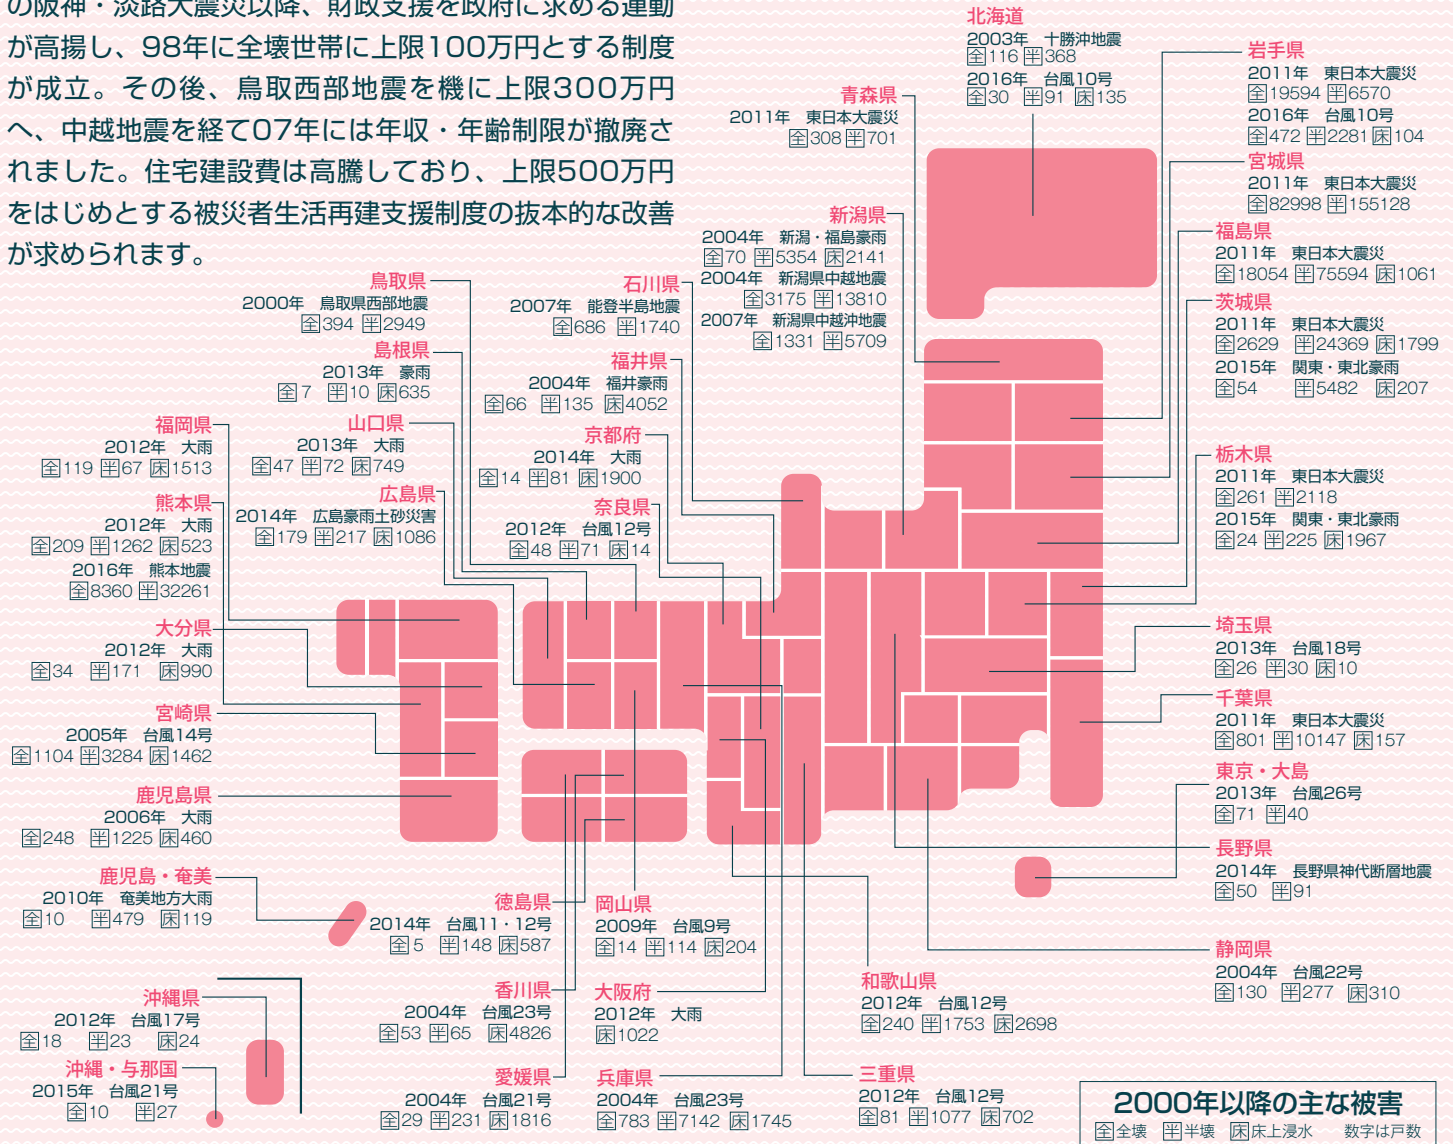 の阪神・淡路大震災以降、財政支援を政府に求める運動
が高揚し、98年に全壊世帯に上限100万円とする制度
が成立。その後、鳥取西部地震を機に上限300万円
へ、中越地震を経て07年には年収・年齢制限が撤廃さ
れました。住宅建設費は高騰しており、上限500万円
をはじめとする被災者生活再建支援制度の抜本的な改善
が求められます。
北海道
2003年 十勝沖地震
全116 半368
2016年 台風10号
全30 半91 床135
青森県
2011年 東日本大震災
全308 半701
岩手県
2011年 東日本大震災
全19594 半6570
2016年 台風10号
全472 半2281 床104
宮城県
2011年 東日本大震災
全82998 半155128
福島県
2011年 東日本大震災
全18054 半75594 床1061
茨城県
2011年 東日本大震災
全2629 半24369 床1799
2015年 関東・東北豪雨
全54 半5482 床207
栃木県
2011年 東日本大震災
全261 半2118
2015年 関東・東北豪雨
全24 半225 床1967
埼玉県
2013年 台風18号
全26 半30 床10
千葉県
2011年 東日本大震災
全801 半10147 床157
東京・大島
2013年 台風26号
全71 半40
長野県
2014年 長野県神代断層地震
全50 半91
静岡県
2004年 台風22号
全130 半277 床310
新潟県
2004年 新潟・福島豪雨
全70 半5354 床2141
2004年 新潟県中越地震
全3175 半13810
2007年 新潟県中越沖地震
全1331 半5709
石川県
2007年 能登半島地震
全686 半1740
福井県
2004年 福井豪雨
全66 半135 床4052
京都府
2014年 大雨
全14 半81 床1900
奈良県
2012年 台風12号
全48 半71 床14
鳥取県
2000年 鳥取県西部地震
全394 半2949
島根県
2013年 豪雨
全7 半10 床635
山口県
2013年 大雨
全47 半72 床749
広島県
2014年 広島豪雨土砂災害
全179 半217 床1086
福岡県
2012年 大雨
全119 半67 床1513
熊本県
2012年 大雨
全209 半1262 床523
2016年 熊本地震
全8360 半32261
大分県
2012年 大雨
全34 半171 床990
宮崎県
2005年 台風14号
全1104 半3284 床1462
鹿児島県
2006年 大雨
全248 半1225 床460
鹿児島・奄美
2010年 奄美地方大雨
全10 半479 床119
沖縄県
2012年 台風17号
全18 半23 床24
沖縄・与那国
2015年 台風21号
全10 半27
徳島県
2014年 台風11・12号
全5 半148 床587
香川県
2004年 台風23号
全53 半65 床4826
愛媛県
2004年 台風21号
全29 半231 床1816
岡山県
2009年 台風9号
全14 半114 床204
大阪府
2012年 大雨
床1022
兵庫県
2004年 台風23号
全783 半7142 床1745
和歌山県
2012年 台風12号
全240 半1753 床2698
三重県
2012年 台風12号
全81 半1077 床702
2000年以降の主な被害
全全壊 半半壊 床床上浸水 数字は戸数